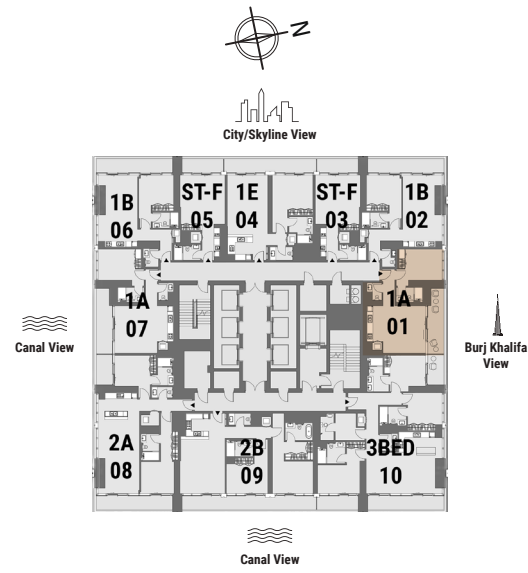 N
City/Skyline View
1B
06
ST-F
05
1E
04
ST-F
03
1B
02
1A
07
1A
01
Canal View
Burj Khalifa
View
2A
08
2B
09
3BED
10
Canal View